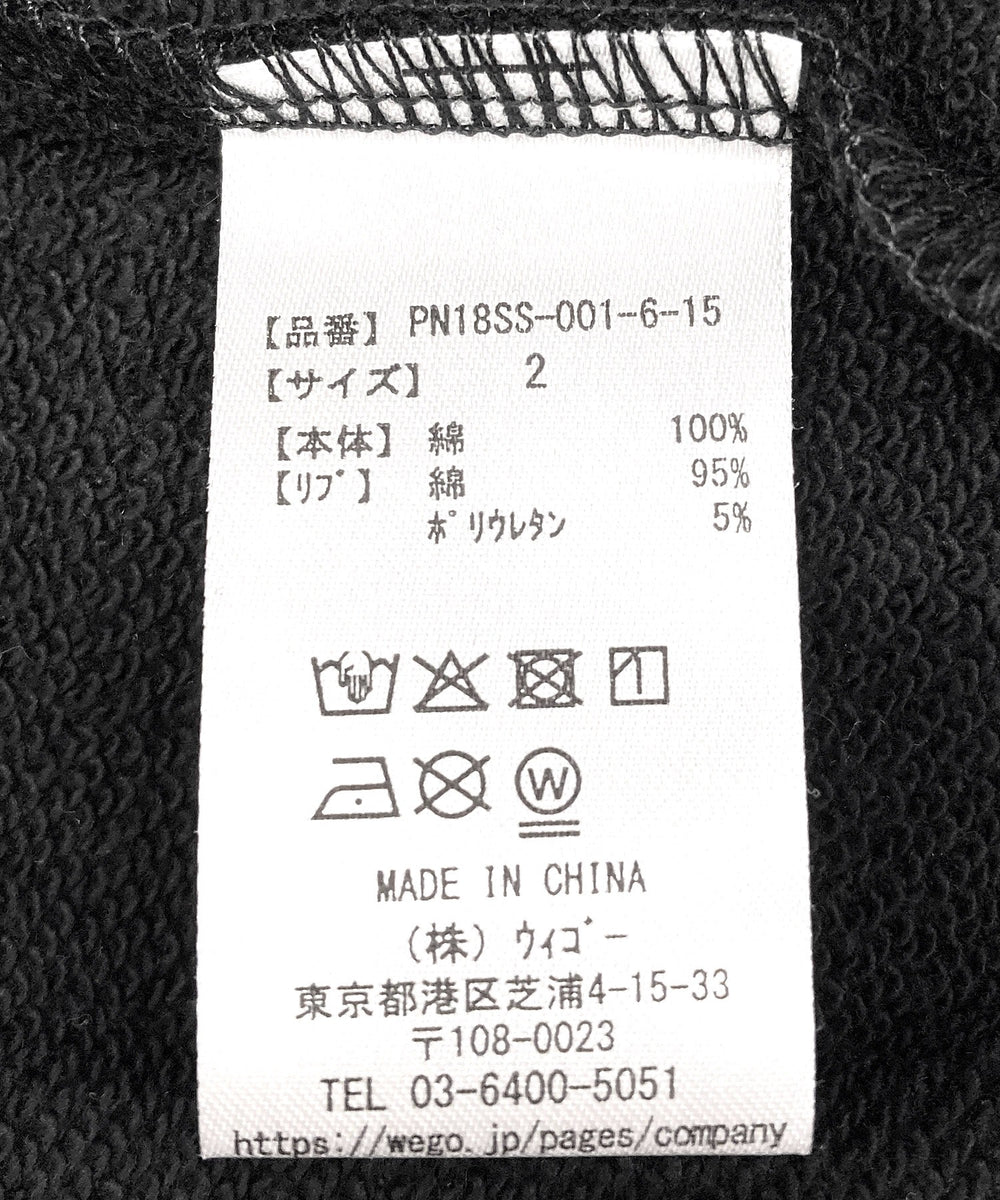 【品番】 PN18SS-001-6-15
【サイズ】 2
【本体】 綿 100%
【リブ】 綿 95%
ポリウレタン 5%
W
MADE IN CHINA
(株) ウィゴー
東京都港区芝浦4-15-33
〒108-0023
TEL 03-6400-5051
https://wego.jp/pages/company